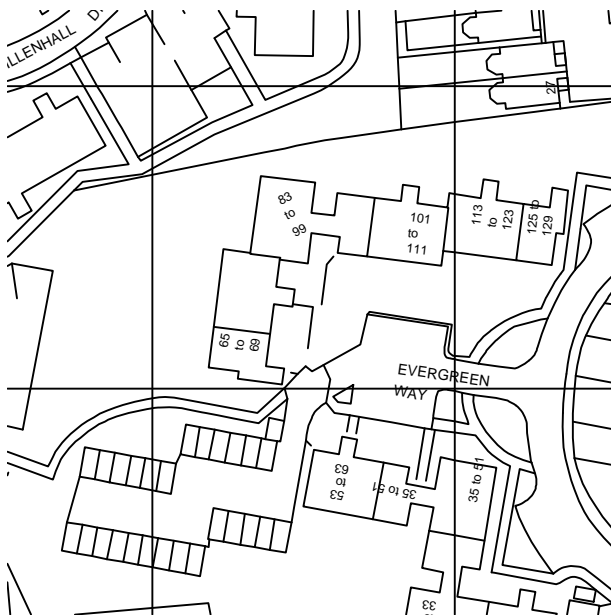 ILLENHALL D
27
83
to
99
101
to
111
113
to
123
125 to
129
65
to
69
EVERGREEN
WAY
53
to
63
35 to 51
35 to 51
33